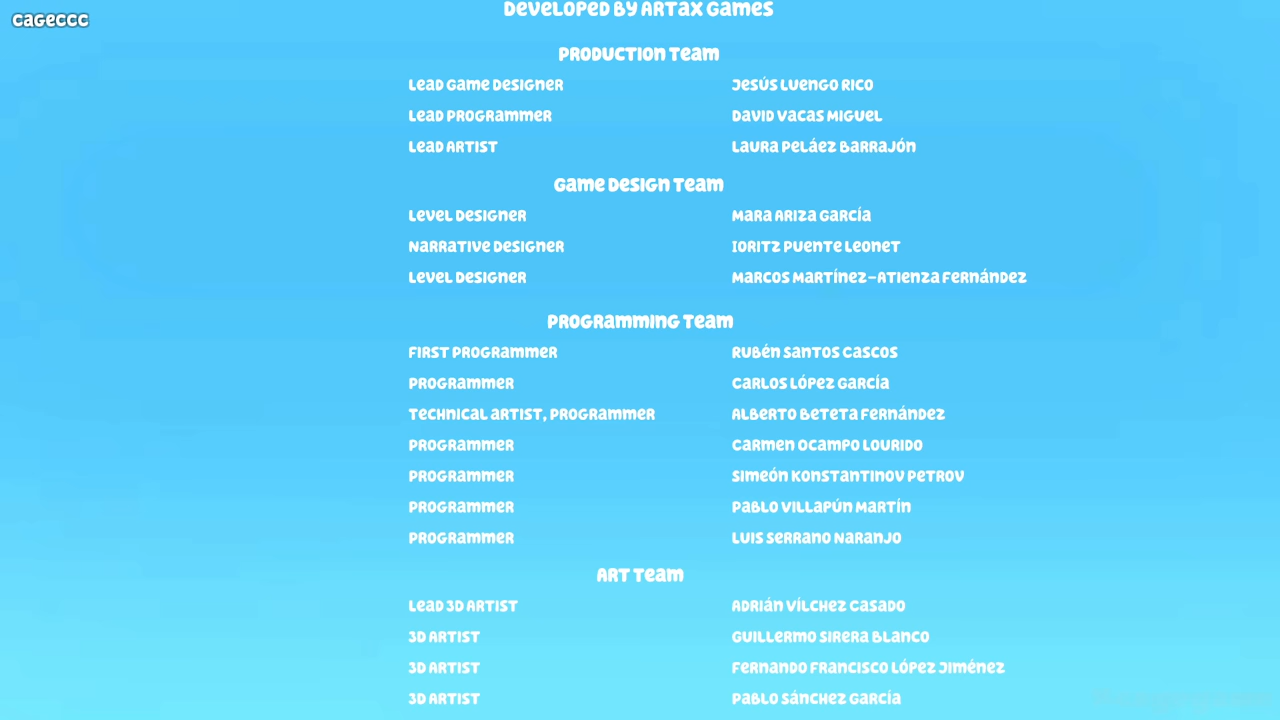 cageccc
Developed by Artax Games
Production Team
Lead Game Designer Jesús Luengo Rico
Lead Programmer David Vacas Miguel
Lead Artist Laura Peláez Barrajón
Game Design Team
Level Designer Mara Ariza García
Narrative Designer Ioritz Puente Leonet
Level Designer Marcos Martínez-Atienza Fernández
Programming Team
First Programmer Rubén Santos Cascos
Programmer Carlos López García
Technical Artist, Programmer Alberto Beteta Fernández
Programmer Carmen Ocampo Lourido
Programmer Simeón Konstantinov Petrov
Programmer Pablo Villapún Martín
Programmer Luis Serrano Naranjo
Art Team
Lead 3D Artist Adrián Vílchez Casado
3D Artist Guillermo Sirera Blanco
3D Artist Fernando Francisco López Jiménez
3D Artist Pablo Sánchez García